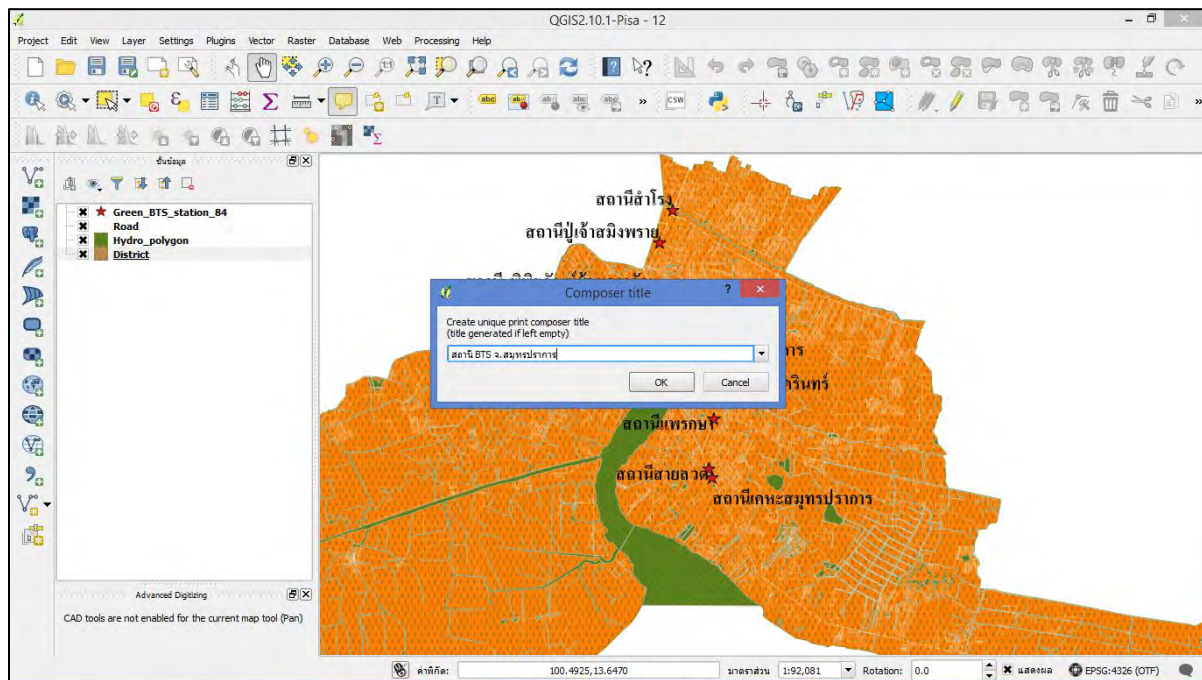 QGIS2.10.1-Pisa - 12
Project Edit View Layer Settings Plugins Vector Raster Database Web Processing Help
CSW
ชั้นข้อมูล
Green_BTS_station_84
Road
Hydro_polygon
District
สถานีสำโรง
สถานีปู่เจ้าสมิงพราย
Composer title
Create unique print composer title
(title generated if left empty)
สถานี BTS จ.สมุทรปราการ
OK Cancel
สถานีแพรกษา
สถานีสายลวด
สถานีเคหะสมุทรปราการ
Advanced Digitizing
CAD tools are not enabled for the current map tool (Pan)
ค่าพิกัด: 100.4925,13.6470 มาตราส่วน 1:92,081 Rotation: 0.0 แสดงผล EPSG:4326 (OTF)